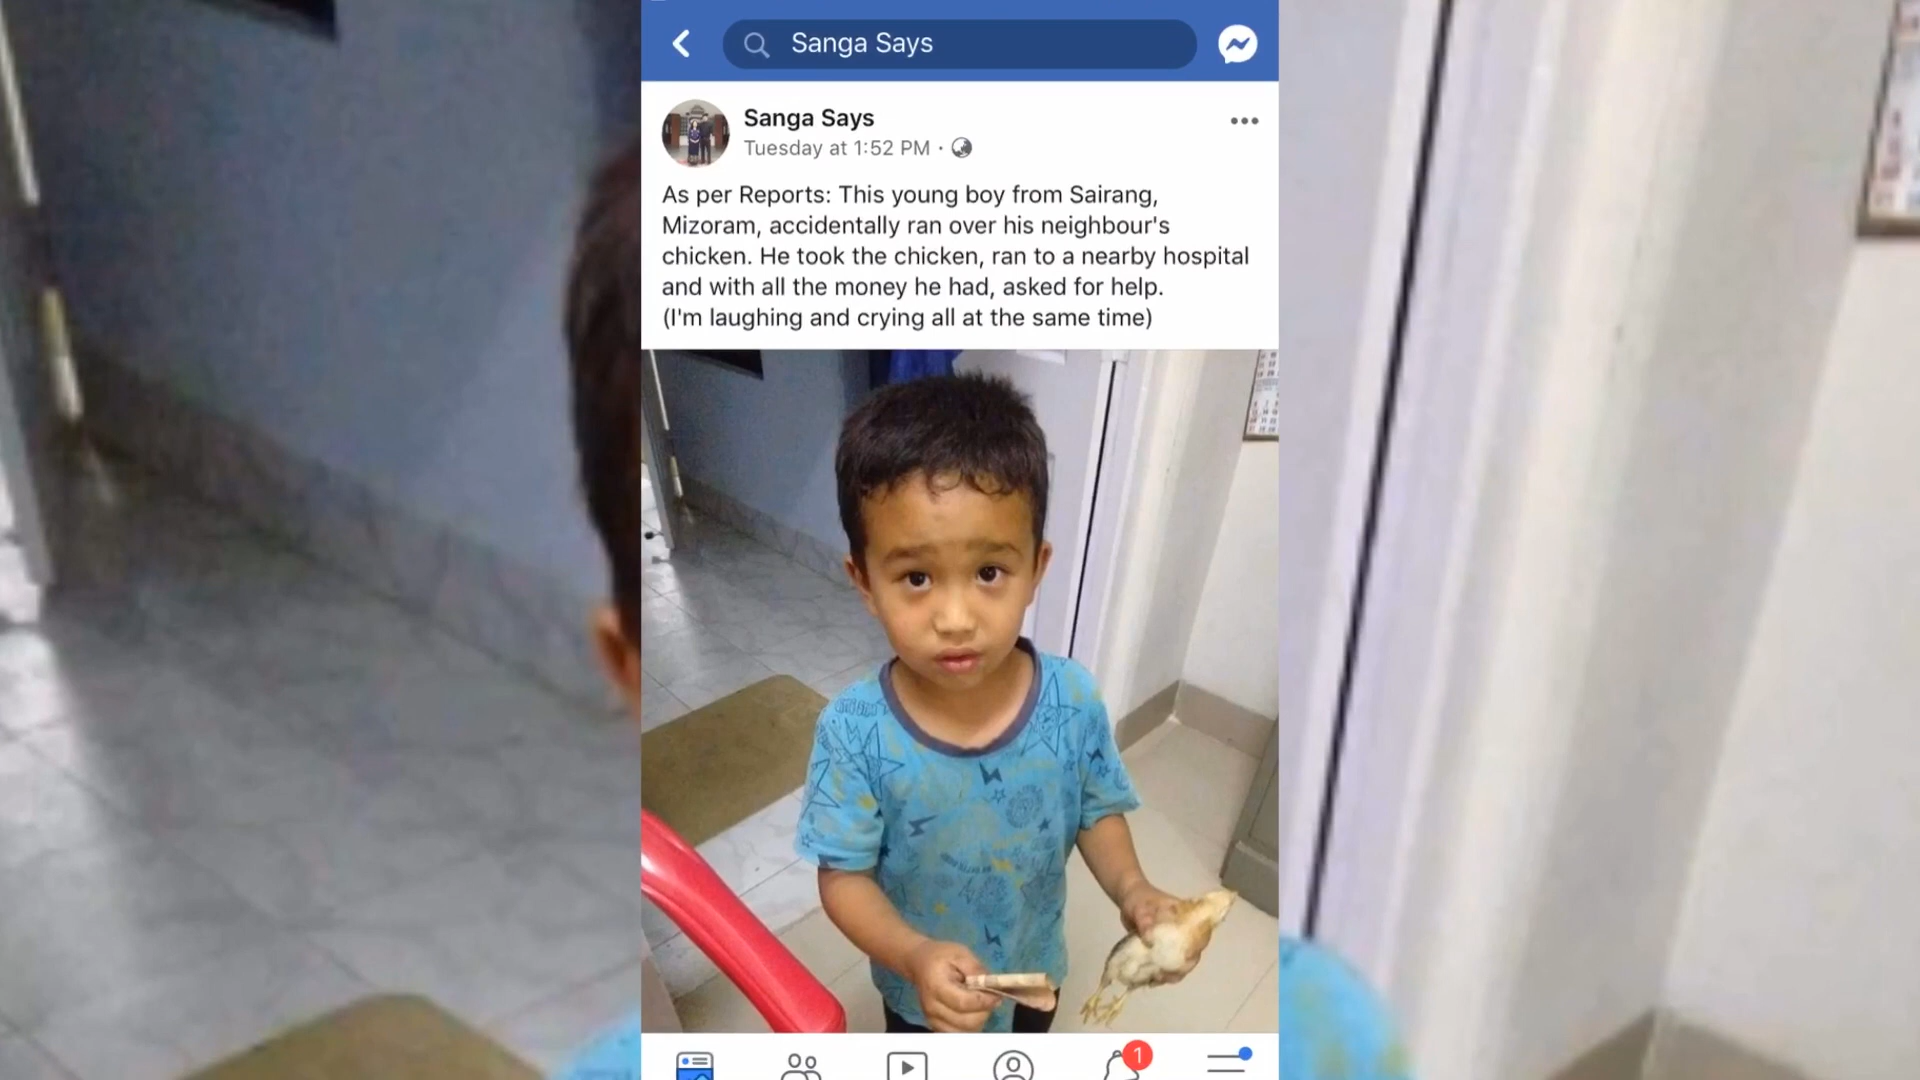 Sanga Says
Sanga Says
Tuesday at 1:52 PM ·
As per Reports: This young boy from Sairang,
Mizoram, accidentally ran over his neighbour's
chicken. He took the chicken, ran to a nearby hospital
and with all the money he had, asked for help.
(I'm laughing and crying all at the same time)
1